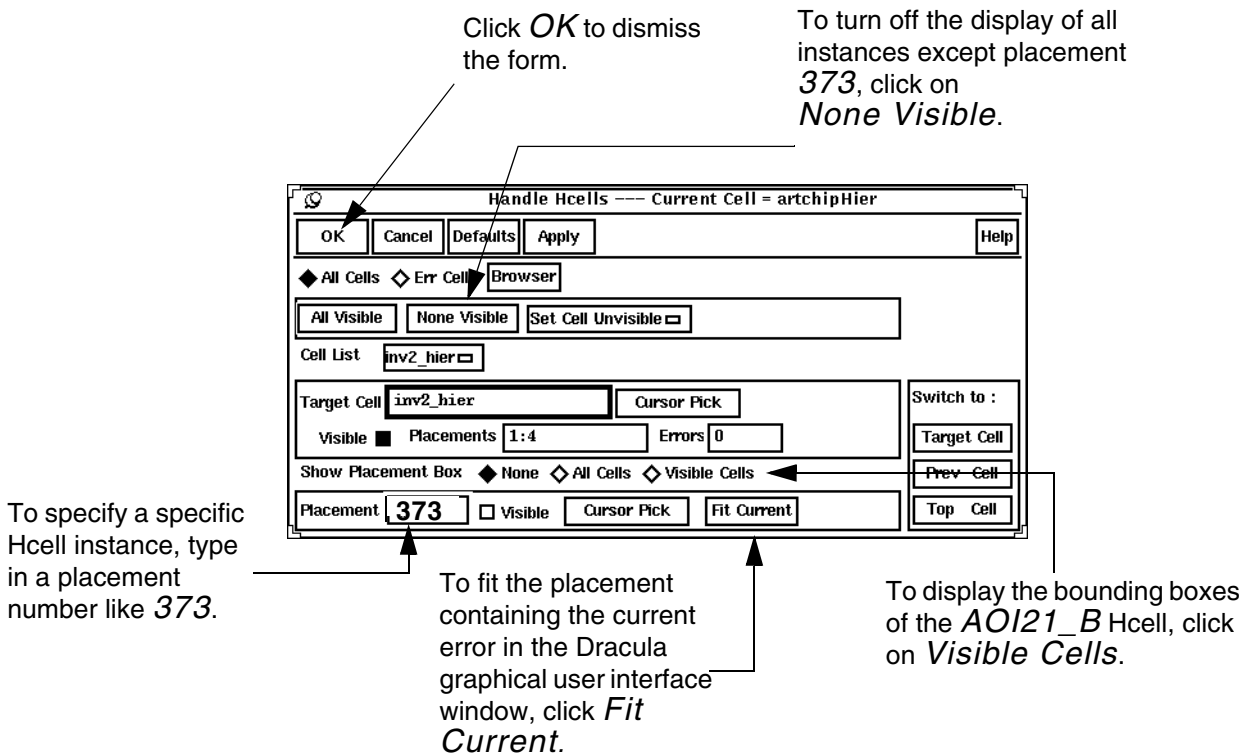 Click OK to dismiss
the form.
To turn off the display of all
instances except placement
373, click on
None Visible.
Handle Hcells --- Current Cell = artchipHier
OK Cancel Defaults Apply Help
All Cells Err Cell Browser
All Visible None Visible Set Cell Unvisible
Cell List inv2_hier
Target Cell inv2_hier Cursor Pick
Visible Placements 1:4 Errors 0
Switch to :
Target Cell
Prev Cell
Top Cell
Show Placement Box None All Cells Visible Cells
Placement 373 Visible Cursor Pick Fit Current
To specify a specific
Hcell instance, type
in a placement
number like 373.
To fit the placement
containing the current
error in the Dracula
graphical user interface
window, click Fit
Current.
To display the bounding boxes
of the AOI21_B Hcell, click
on Visible Cells.